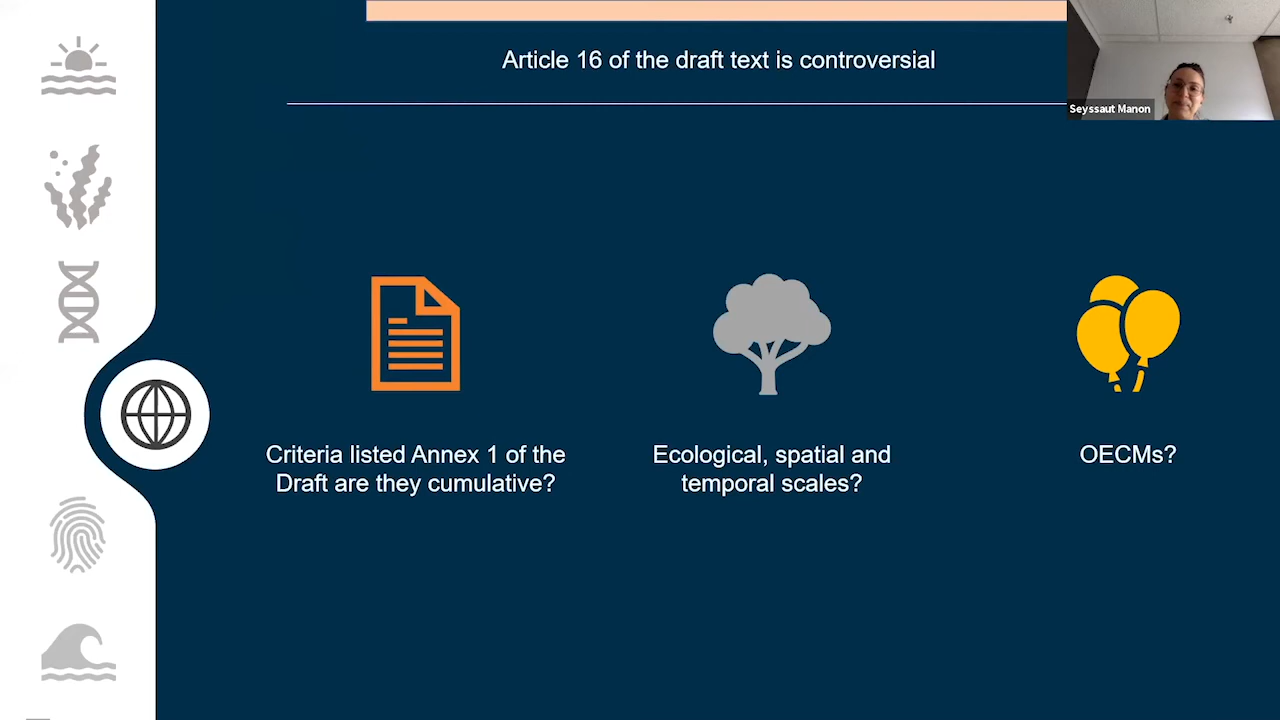 Article 16 of the draft text is controversial
Seyssaut Manon
Criteria listed Annex 1 of the
Draft are they cumulative?
Ecological, spatial and
temporal scales?
OECMs?